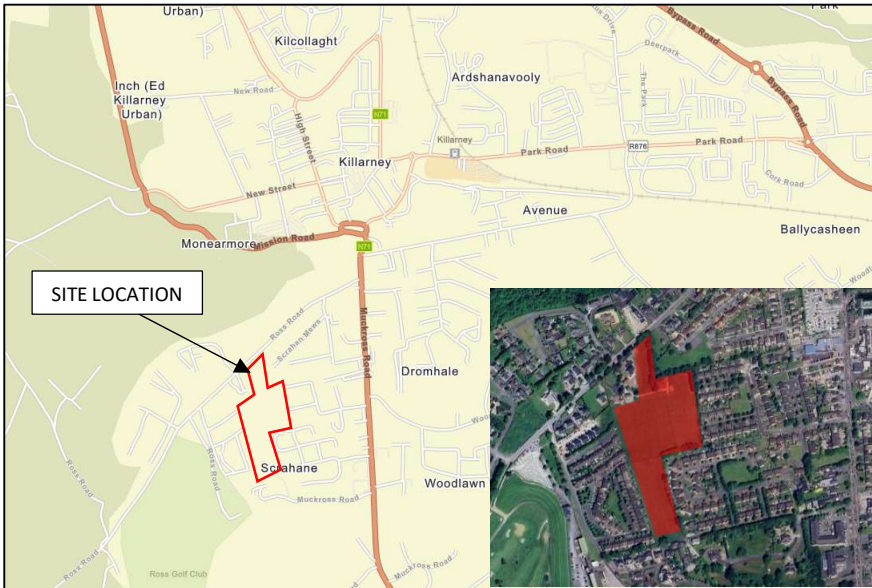 Urban)
Park
Kilcollaght
Deerpark
Bypass Road
Inch (Ed
Killarney
Urban)
New Road
Ardshanavooly
The Park
Bypass Road
High Street
N71
Killarney
Park Road
R876
Park Road
Killarney
Cork Road
New Street
Avenue
Ballycasheen
Monearmore
Mission Road
N71
SITE LOCATION
Ross Road
Scrahan Mews
Muckross Road
Dromhale
Scrahane
Woodlawn
Ross Road
Ross Road
Muckross Road
Ross Golf Club
Muckross Road